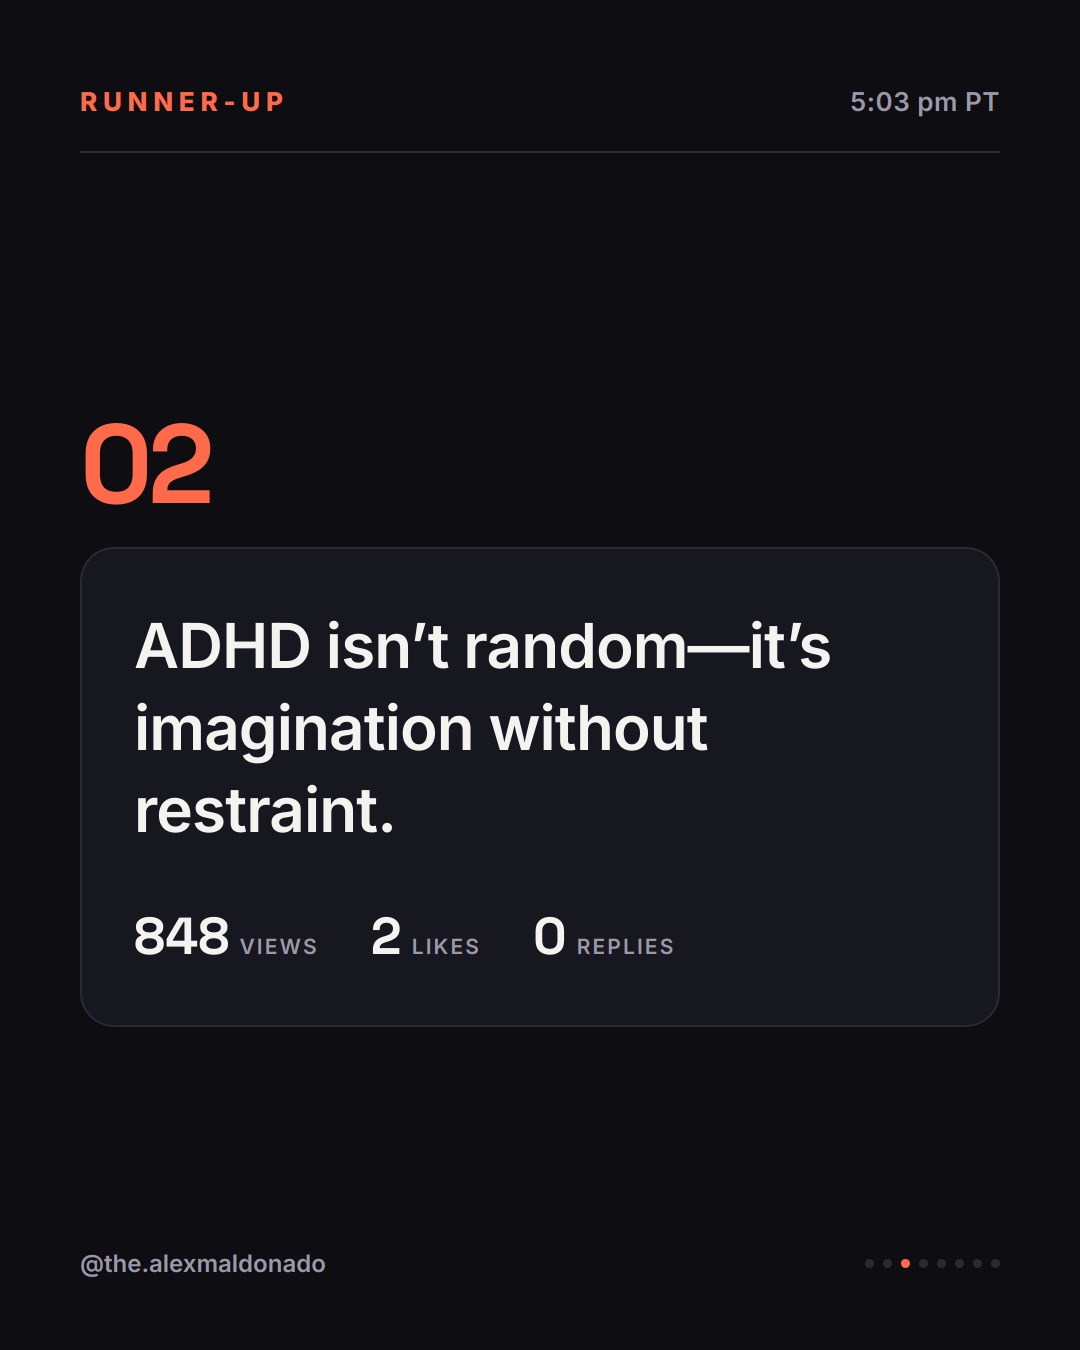 RUNNER-UP
5:03 pm PT
02
ADHD isn’t random—it’s
imagination without
restraint.
848 VIEWS 2 LIKES 0 REPLIES
@the.alexmaldonado